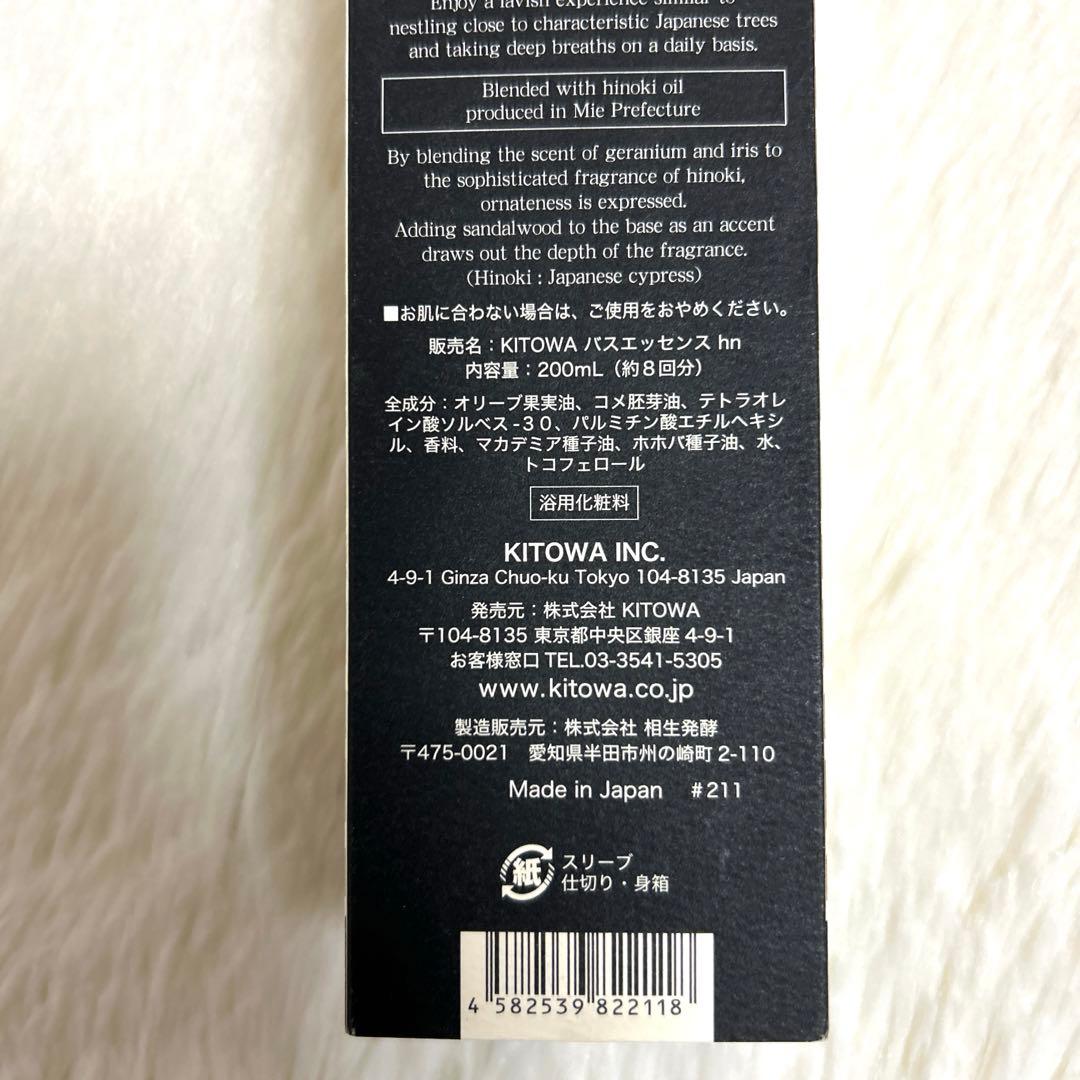 Enjoy a lavish experience similar to
nestling close to characteristic Japanese trees
and taking deep breaths on a daily basis.
Blended with hinoki oil
produced in Mie Prefecture
By blending the scent of geranium and iris to
the sophisticated fragrance of hinoki,
ornateness is expressed.
Adding sandalwood to the base as an accent
draws out the depth of the fragrance.
(Hinoki : Japanese cypress)
■お肌に合わない場合は、ご使用をおやめください。
販売名：KITOWA バスエッセンス hn
内容量：200mL（約８回分）
全成分：オリーブ果実油、コメ胚芽油、テトラオレ
イン酸ソルベス-３０、パルミチン酸エチルヘキシ
ル、香料、マカデミア種子油、ホホバ種子油、水、
トコフェロール
浴用化粧料
KITOWA INC.
4-9-1 Ginza Chuo-ku Tokyo 104-8135 Japan
発売元：株式会社 KITOWA
〒104-8135 東京都中央区銀座 4-9-1
お客様窓口 TEL.03-3541-5305
www.kitowa.co.jp
製造販売元：株式会社 相生発酵
〒475-0021　愛知県半田市州の崎町 2-110
Made in Japan　#211
紙 スリーブ
仕切り・身箱
4 582539 822118